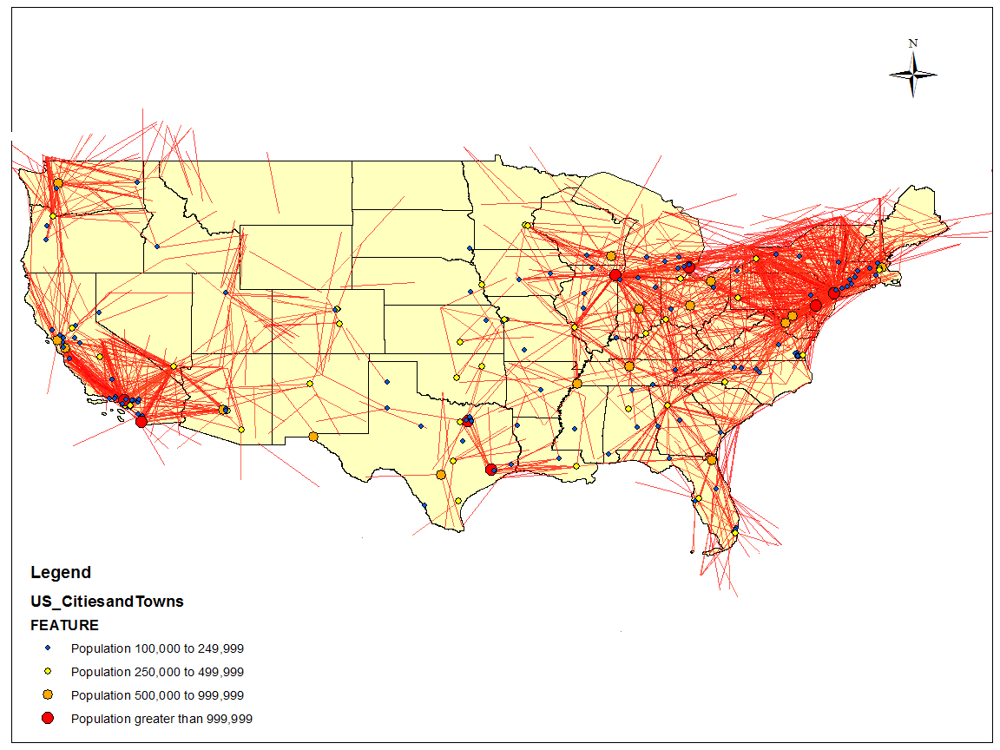 N
Legend
US_CitiesandTowns
FEATURE
Population 100,000 to 249,999
Population 250,000 to 499,999
Population 500,000 to 999,999
Population greater than 999,999